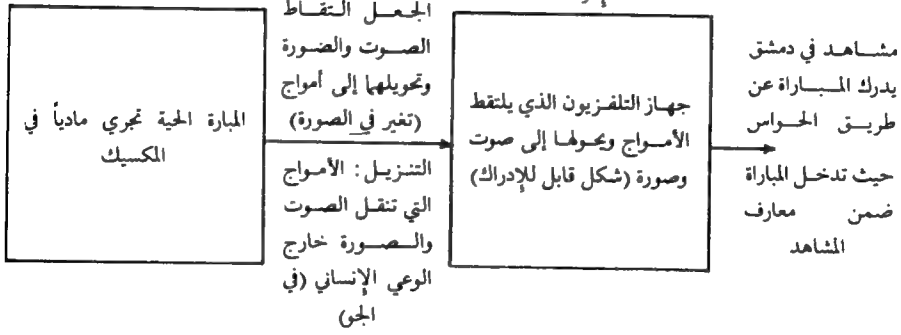 المبارة الحية تجري مادياً في
المكسيك
الجعل التقاط
الصوت والصورة
وتحويلهما إلى أمواج
(تغير في الصورة)
التنزيل: الأمواج
التي تنقل الصوت
والصورة خارج
الوعي الإنساني (في
الجو)
جهاز التلفزيون الذي يلتقط
الأمواج ويحولها إلى صوت
وصورة (شكل قابل للإدراك)
مشاهد في دمشق
يدرك المباراة عن
طريق الحواس
حيث تدخل المباراة
ضمن معارف
المشاهد